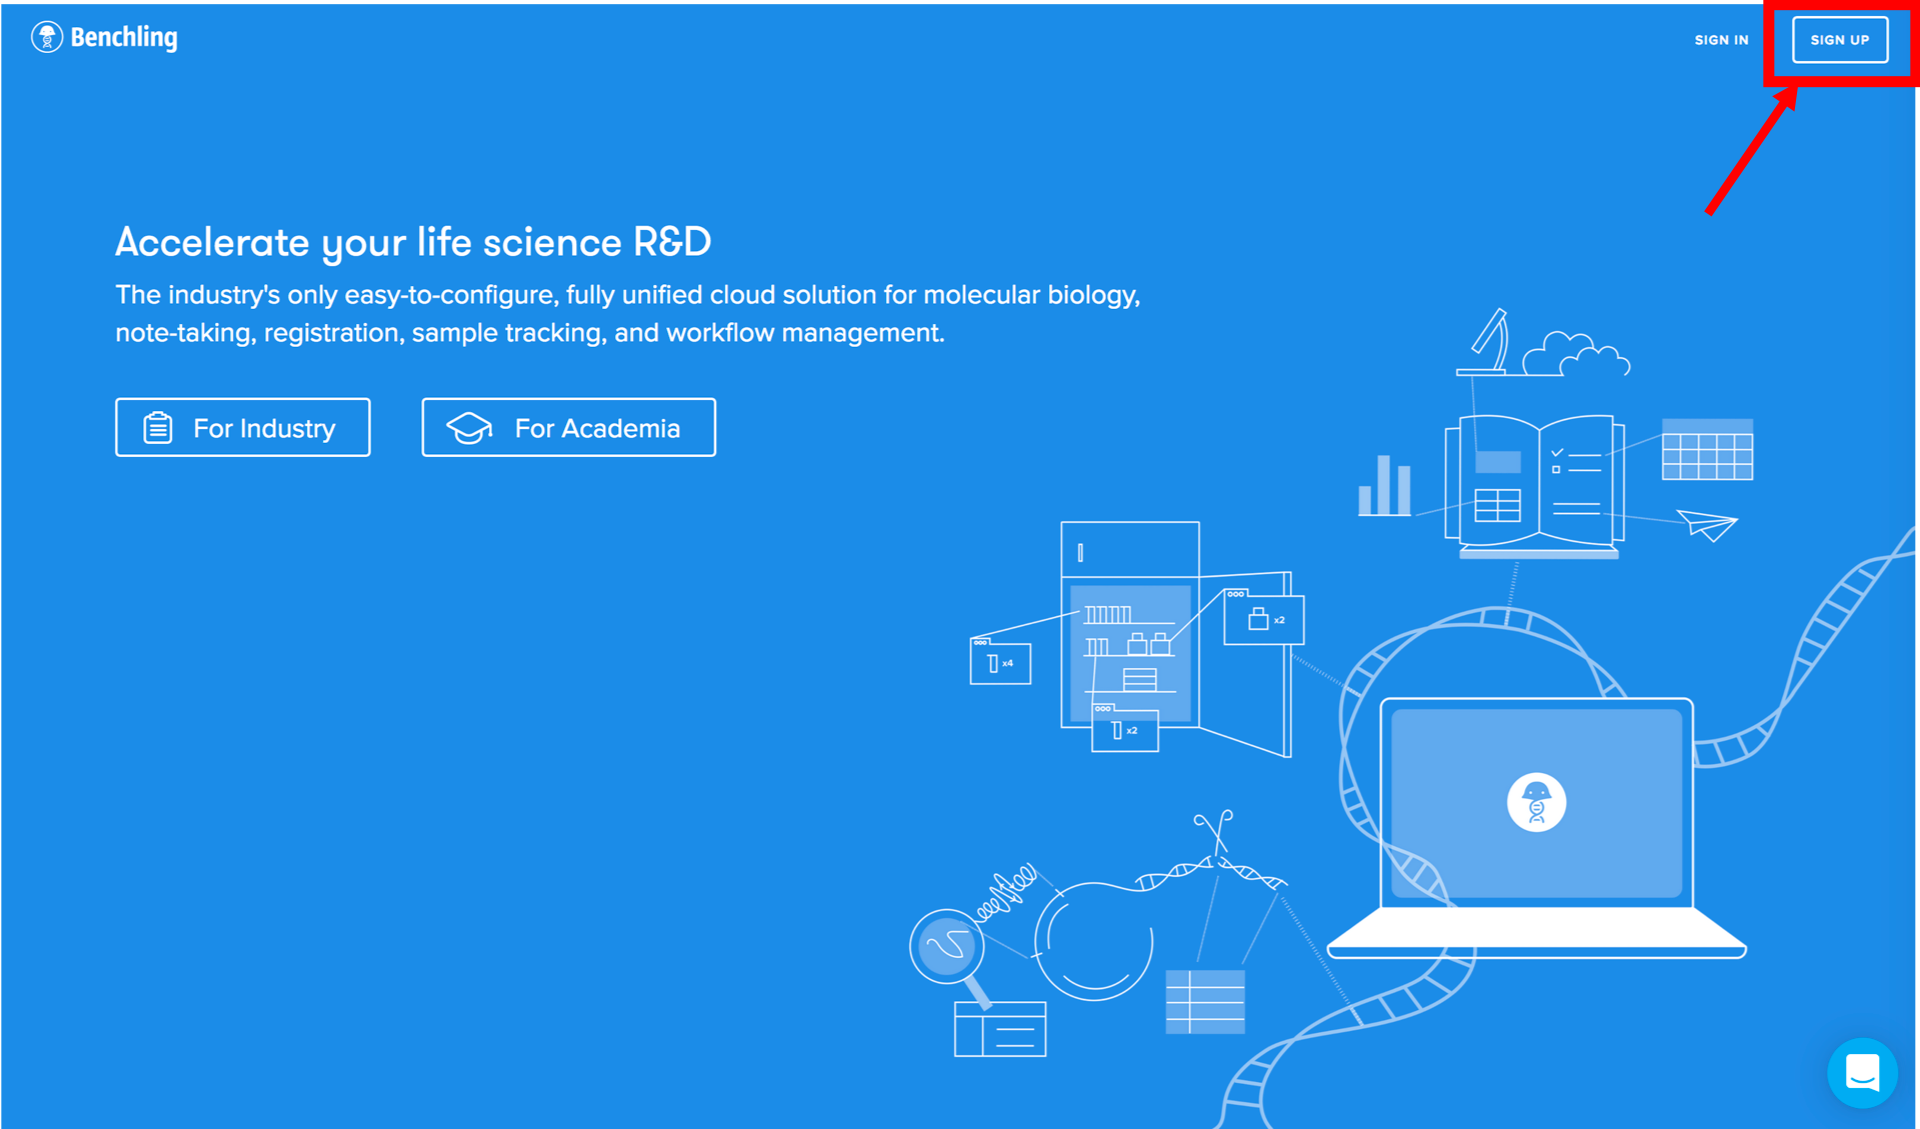 Benchling
SIGN IN
SIGN UP
Accelerate your life science R&D
The industry's only easy-to-configure, fully unified cloud solution for molecular biology,
note-taking, registration, sample tracking, and workflow management.
For Industry
For Academia
x2
x4
x2